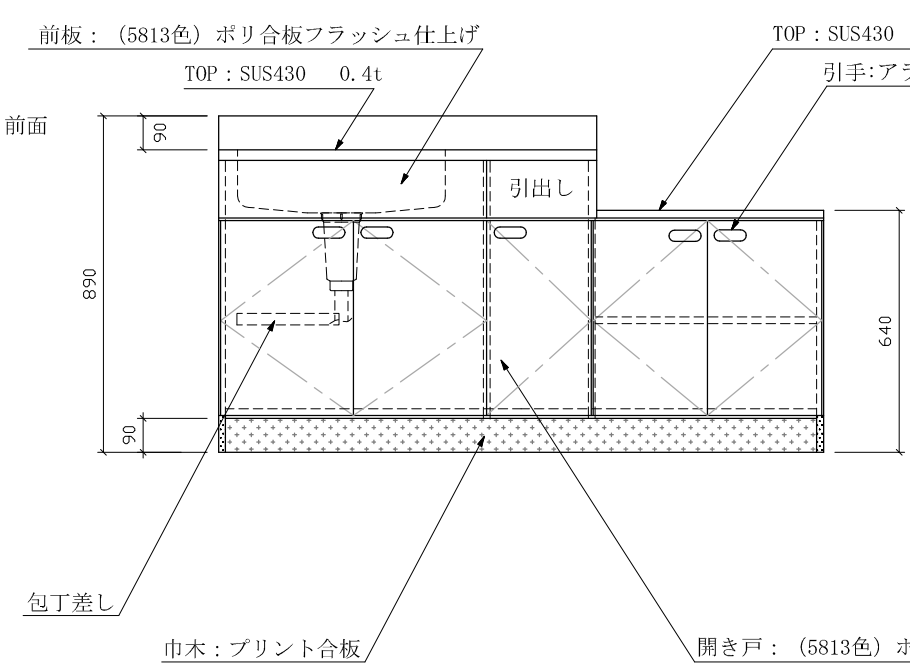 前板：（5813色）ポリ合板フラッシュ仕上げ
TOP：SUS430
TOP：SUS430　0.4t
引手:アラ
前面
90
引出し
890
640
90
包丁差し
巾木：プリント合板
開き戸：（5813色）ポ